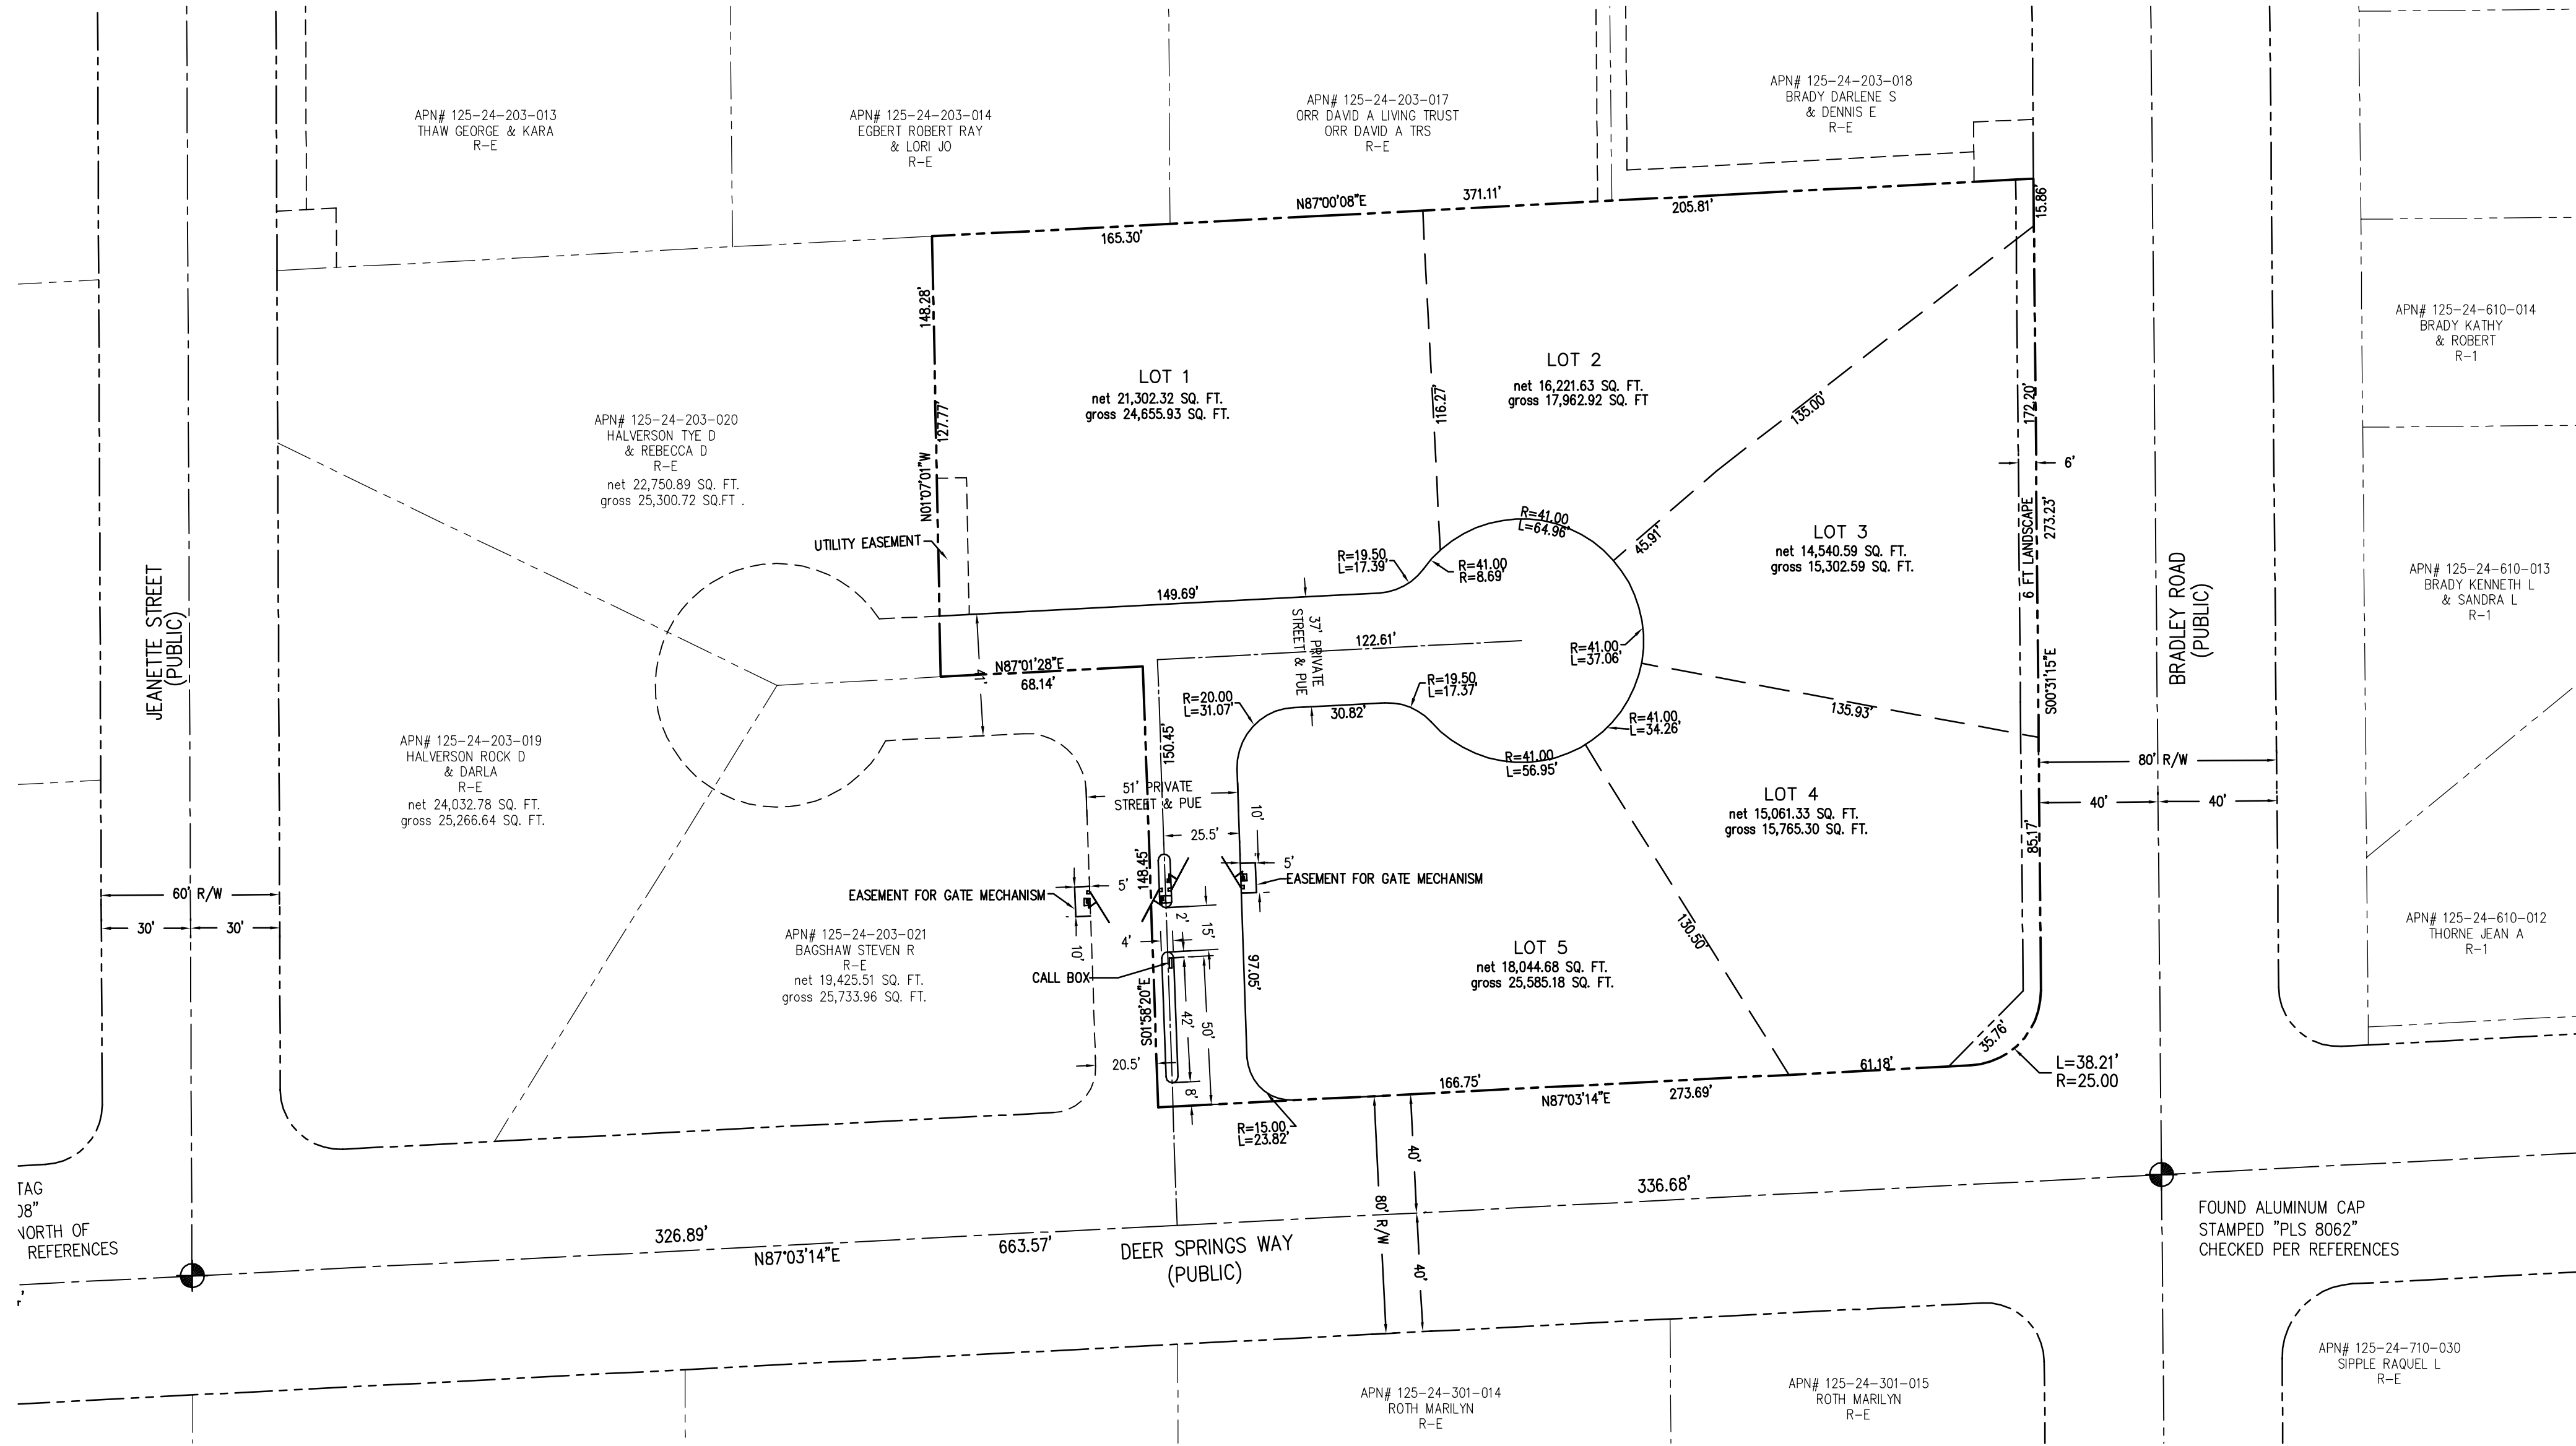 APN# 125-24-203-013
THAW GEORGE & KARA
R-E
APN# 125-24-203-014
EGBERT ROBERT RAY
& LORI JO
R-E
APN# 125-24-203-017
ORR DAVID A LIVING TRUST
ORR DAVID A TRS
R-E
APN# 125-24-203-018
BRADY DARLENE S
& DENNIS E
R-E
N87°00'08"E
371.11'
165.30'
205.81'
15.86'
148.28'
127.77'
N01°07'01"W
LOT 1
net 21,302.32 SQ. FT.
gross 24,655.93 SQ. FT.
116.27'
LOT 2
net 16,221.63 SQ. FT.
gross 17,962.92 SQ. FT
135.00'
45.91'
172.20'
6'
6 FT LANDSCAPE
273.23'
S00°31'15"E
APN# 125-24-610-014
BRADY KATHY
& ROBERT
R-1
APN# 125-24-203-020
HALVERSON TYE D
& REBECCA D
R-E
net 22,750.89 SQ. FT.
gross 25,300.72 SQ.FT .
UTILITY EASEMENT
R=41.00
L=64.96'
R=19.50
L=17.39'
R=41.00
R=8.69'
LOT 3
net 14,540.59 SQ. FT.
gross 15,302.59 SQ. FT.
APN# 125-24-610-013
BRADY KENNETH L
& SANDRA L
R-1
JEANETTE STREET
(PUBLIC)
BRADLEY ROAD
(PUBLIC)
149.69'
37' PRIVATE
STREET & PUE
122.61'
R=41.00
L=37.06'
N87°01'28"E
68.14'
41'
R=20.00
L=31.07'
R=19.50
L=17.37'
30.82'
R=41.00
L=34.26'
135.93'
R=41.00
L=56.95'
150.45'
APN# 125-24-203-019
HALVERSON ROCK D
& DARLA
R-E
net 24,032.78 SQ. FT.
gross 25,266.64 SQ. FT.
51' PRIVATE
STREET & PUE
25.5'
10'
5'
LOT 4
net 15,061.33 SQ. FT.
gross 15,765.30 SQ. FT.
85.17'
80' R/W
40'
40'
60' R/W
30'
30'
EASEMENT FOR GATE MECHANISM
5'
148.45'
EASEMENT FOR GATE MECHANISM
10'
2'
15'
4'
APN# 125-24-203-021
BAGSHAW STEVEN R
R-E
net 19,425.51 SQ. FT.
gross 25,733.96 SQ. FT.
CALL BOX
97.05'
LOT 5
net 18,044.68 SQ. FT.
gross 25,585.18 SQ. FT.
130.50'
APN# 125-24-610-012
THORNE JEAN A
R-1
S01°58'20"E
42'
50'
20.5'
8'
35.76'
L=38.21'
R=25.00
61.18'
166.75'
N87°03'14"E
273.69'
R=15.00
L=23.82'
40'
80' R/W
40'
336.68'
326.89'
N87°03'14"E
663.57'
DEER SPRINGS WAY
(PUBLIC)
TAG
08"
NORTH OF
REFERENCES
FOUND ALUMINUM CAP
STAMPED "PLS 8062"
CHECKED PER REFERENCES
APN# 125-24-301-014
ROTH MARILYN
R-E
APN# 125-24-301-015
ROTH MARILYN
R-E
APN# 125-24-710-030
SIPPLE RAQUEL L
R-E